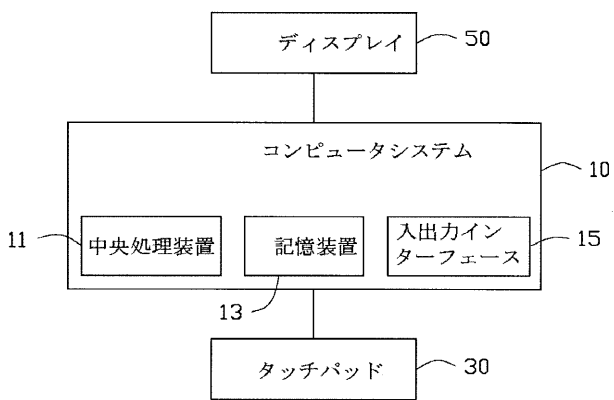 ディスプレイ
50
コンピュータシステム
10
11
中央処理装置
記憶装置
入出力イン
ターフェース
15
13
タッチパッド
30